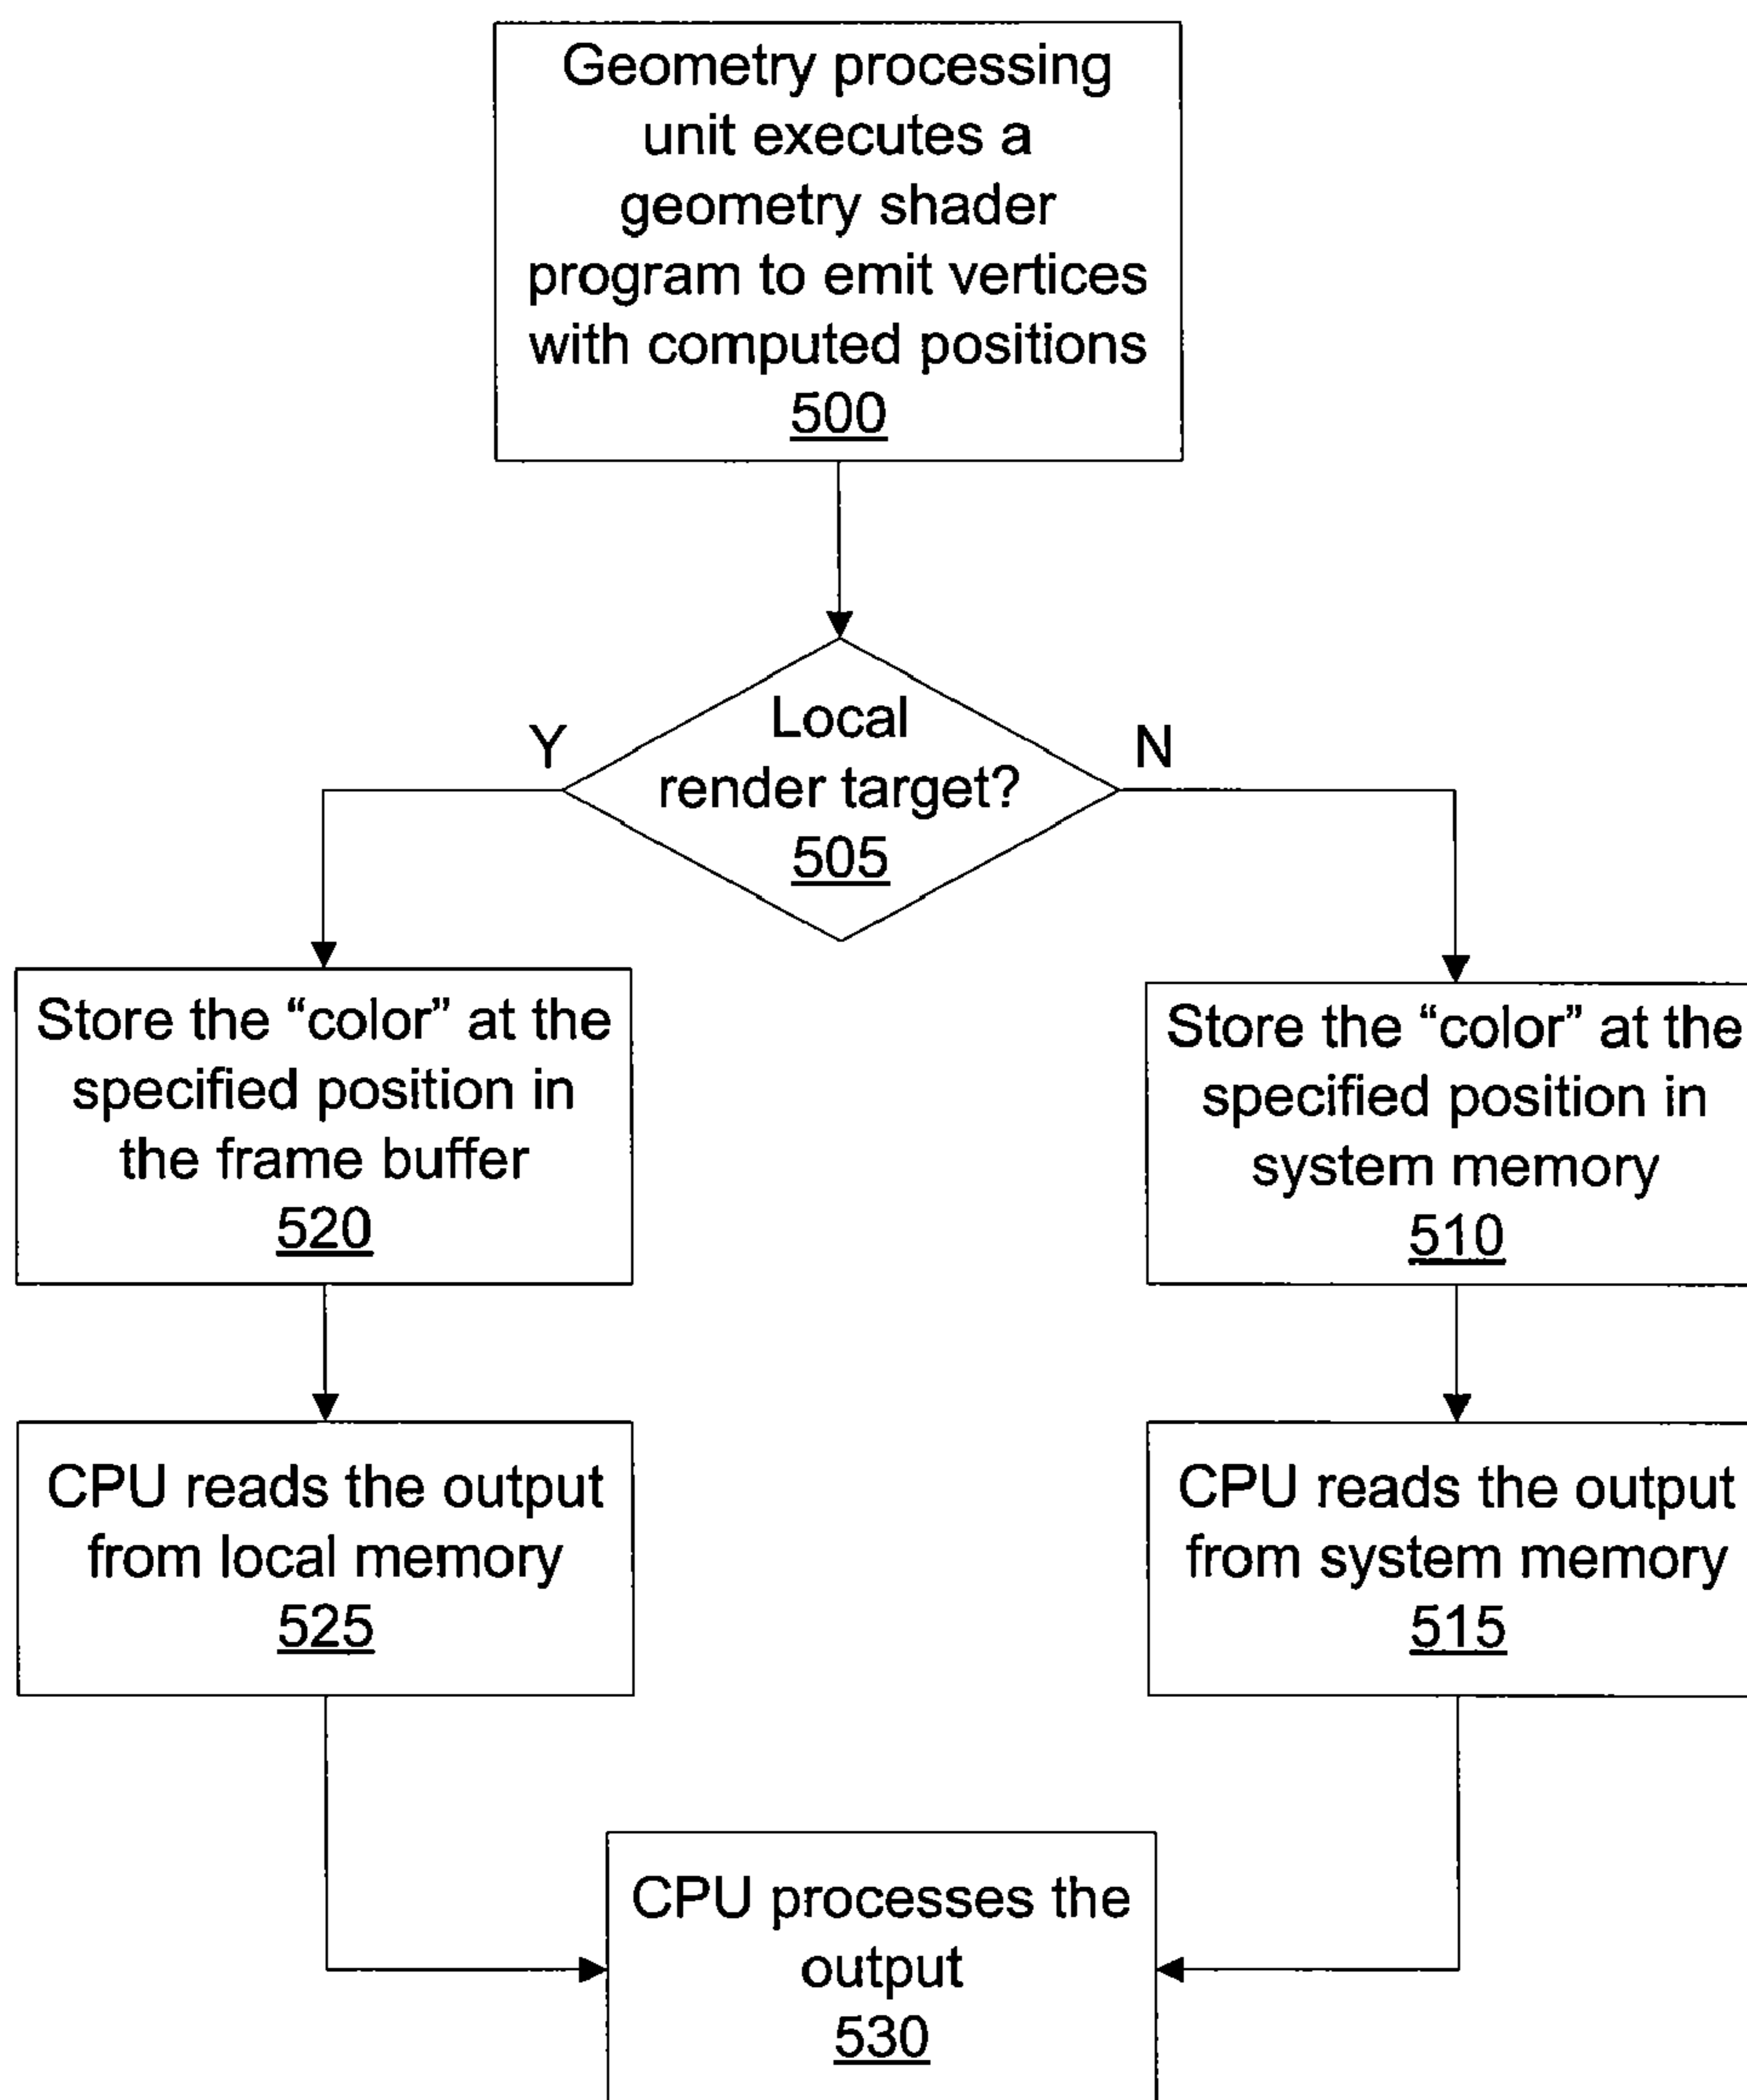 Geometry processing
unit executes a
geometry shader
program to emit vertices
with computed positions
500
Local
render target?
505
Y
N
Store the “color” at the
specified position in
the frame buffer
520
Store the “color” at the
specified position in
system memory
510
CPU reads the output
from local memory
525
CPU reads the output
from system memory
515
CPU processes the
output
530